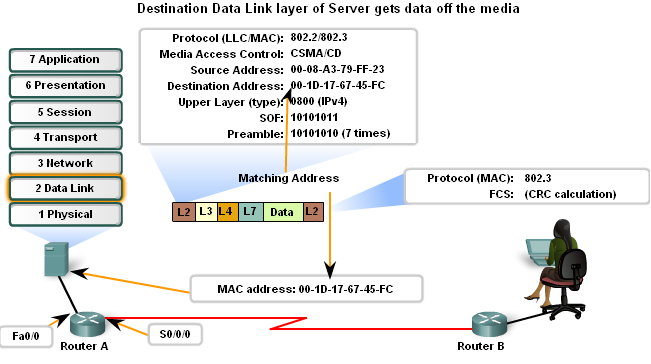 Destination Data Link layer of Server gets data off the media
Protocol (LLC/MAC): 802.2/802.3
Media Access Control: CSMA/CD
Source Address: 00-08-A3-79-FF-23
Destination Address: 00-1D-17-67-45-FC
Upper Layer (type): 0800 (IPv4)
SOF: 10101011
Preamble: 10101010 (7 times)
7 Application
6 Presentation
5 Session
4 Transport
3 Network
2 Data Link
1 Physical
Matching Address
Protocol (MAC): 802.3
FCS: (CRC calculation)
L2 L3 L4 L7 Data L2
MAC address: 00-1D-17-67-45-FC
Fa0/0
S0/0/0
Router A
Router B